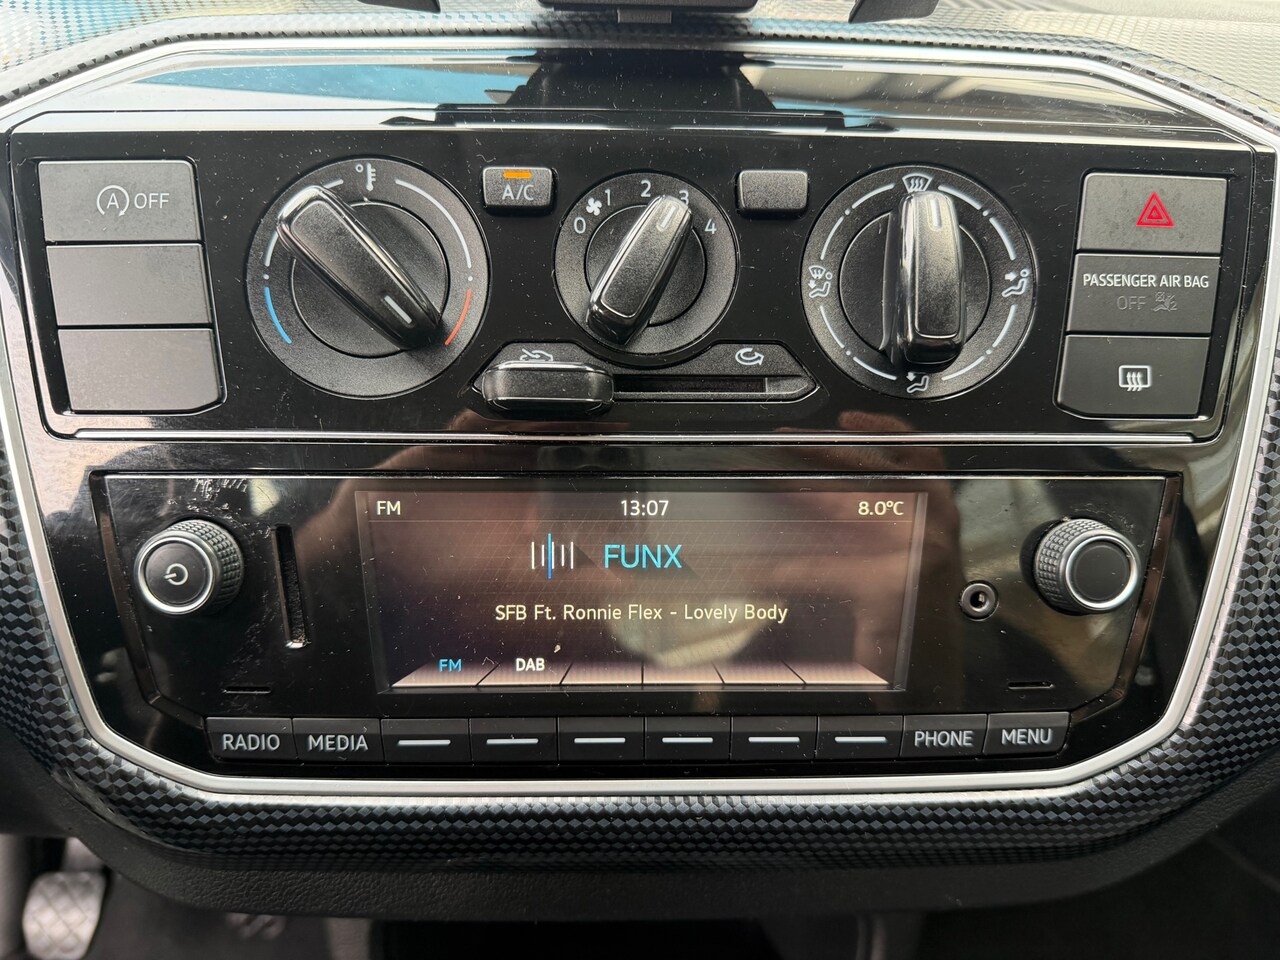 A OFF
A/C
0 1 2 3 4
PASSENGER AIR BAG
OFF
FM 13:07 8.0°C
FUNX
SFB Ft. Ronnie Flex - Lovely Body
FM DAB
RADIO MEDIA PHONE MENU